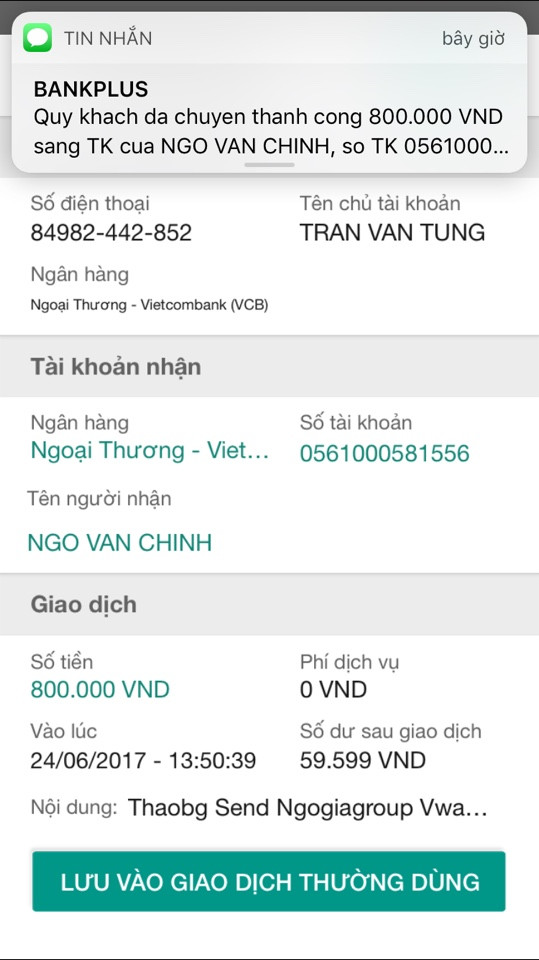 TIN NHẮN
bây giờ
BANKPLUS
Quy khach da chuyen thanh cong 800.000 VND
sang TK cua NGO VAN CHINH, so TK 0561000...
Số điện thoại
Tên chủ tài khoản
84982-442-852
TRAN VAN TUNG
Ngân hàng
Ngoại Thương - Vietcombank (VCB)
Tài khoản nhận
Ngân hàng
Số tài khoản
Ngoại Thương - Viet...
0561000581556
Tên người nhận
NGO VAN CHINH
Giao dịch
Số tiền
Phí dịch vụ
800.000 VND
0 VND
Vào lúc
Số dư sau giao dịch
24/06/2017 - 13:50:39
59.599 VND
Nội dung: Thaobg Send Ngogiagroup Vwa...
LƯU VÀO GIAO DỊCH THƯỜNG DÙNG